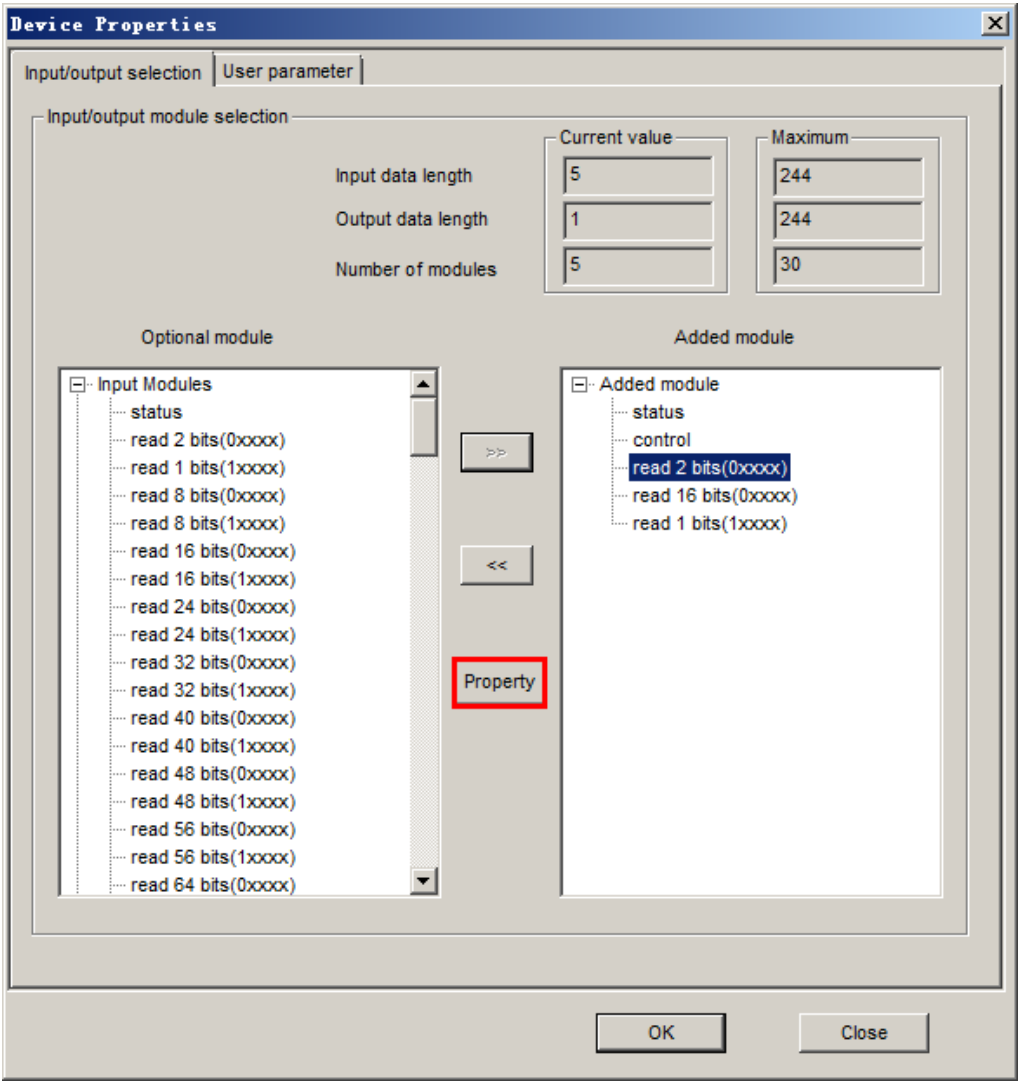 Device Properties
Input/output selection User parameter
Input/output module selection
Current value Maximum
Input data length 5 244
Output data length 1 244
Number of modules 5 30
Optional module Added module
Input Modules
status
read 2 bits(0xxxx)
read 1 bits(1xxxx)
read 8 bits(0xxxx)
read 8 bits(1xxxx)
read 16 bits(0xxxx)
read 16 bits(1xxxx)
read 24 bits(0xxxx)
read 24 bits(1xxxx)
read 32 bits(0xxxx)
read 32 bits(1xxxx)
read 40 bits(0xxxx)
read 40 bits(1xxxx)
read 48 bits(0xxxx)
read 48 bits(1xxxx)
read 56 bits(0xxxx)
read 56 bits(1xxxx)
read 64 bits(0xxxx)
>>
<<
Property
Added module
status
control
read 2 bits(0xxxx)
read 16 bits(0xxxx)
read 1 bits(1xxxx)
OK Close